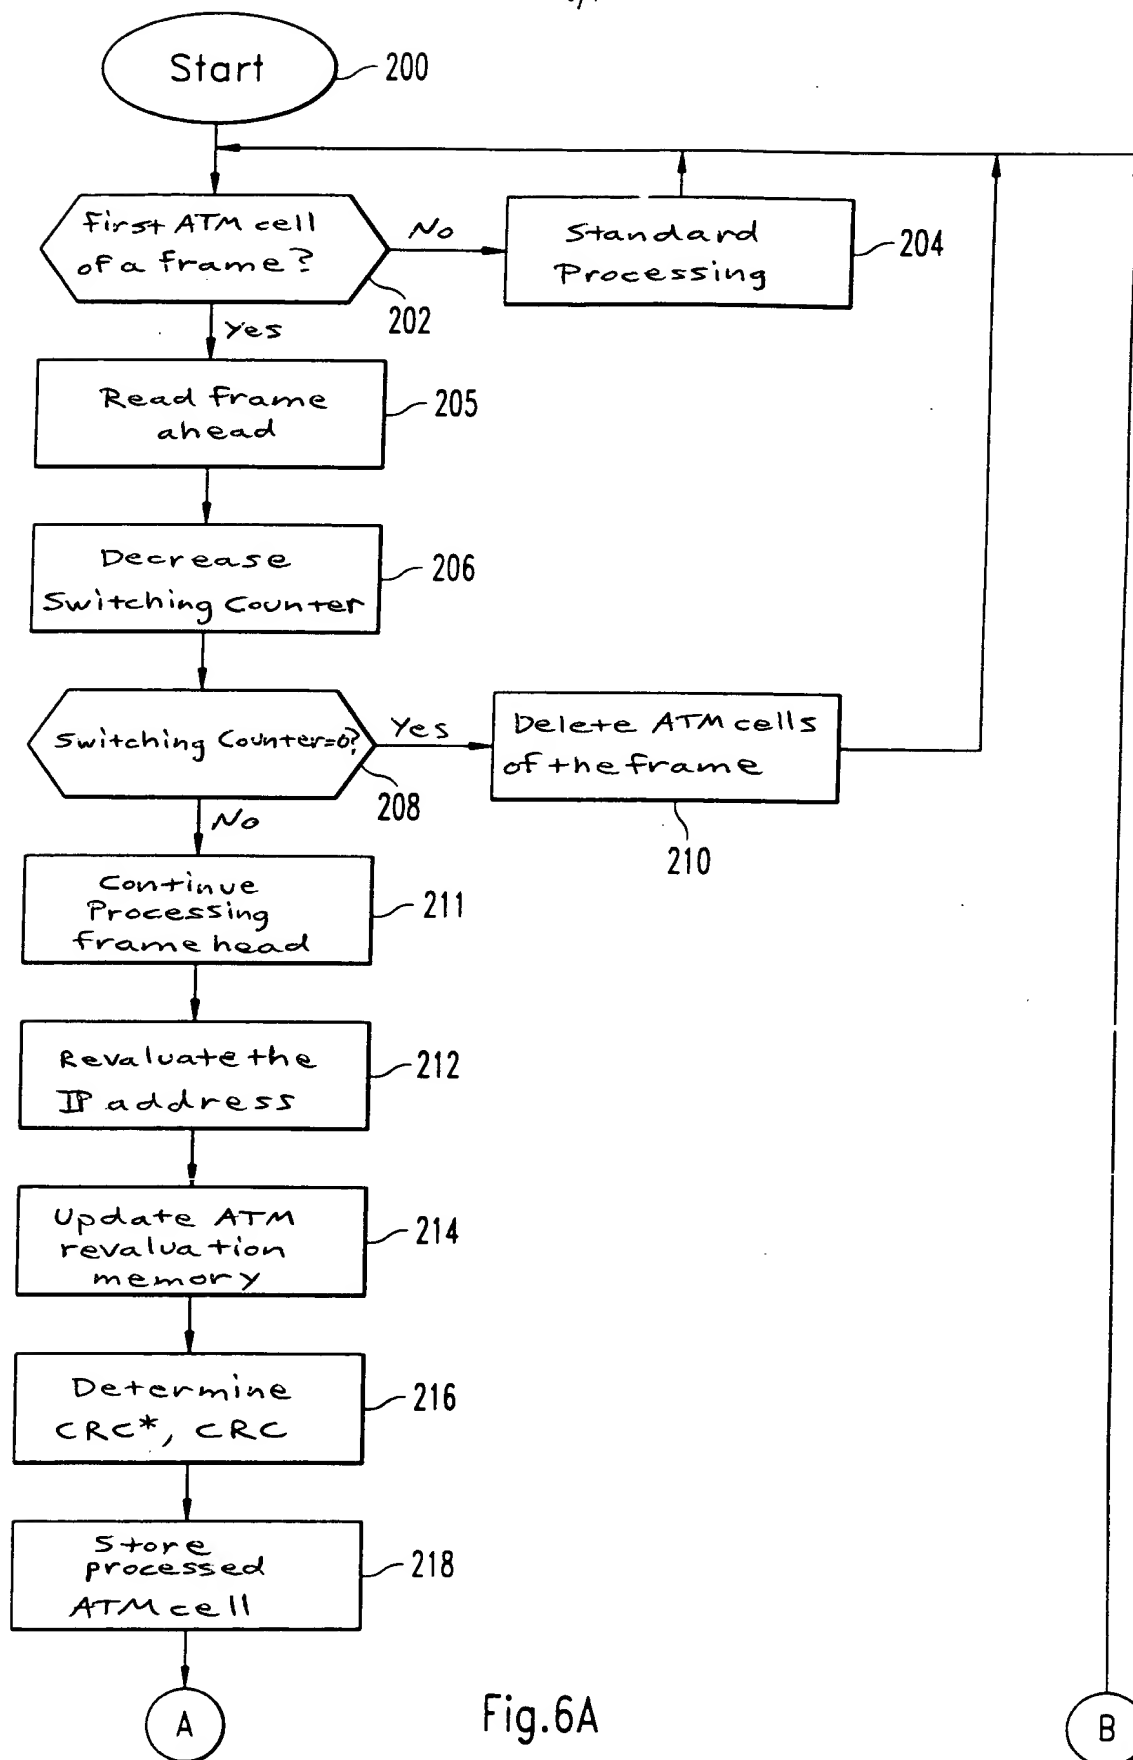 Start
200
First ATM cell
of a frame?
202
No
Standard
Processing
204
Yes
Read frame
ahead
205
Decrease
Switching Counter
206
Switching Counter=0?
208
Yes
Delete ATM cells
of the frame
210
No
Continue
Processing
frame head
211
Revaluate the
IP address
212
Update ATM
revaluation
memory
214
Determine
CRC*, CRC
216
Store
processed
ATM cell
218
A
Fig.6A
B